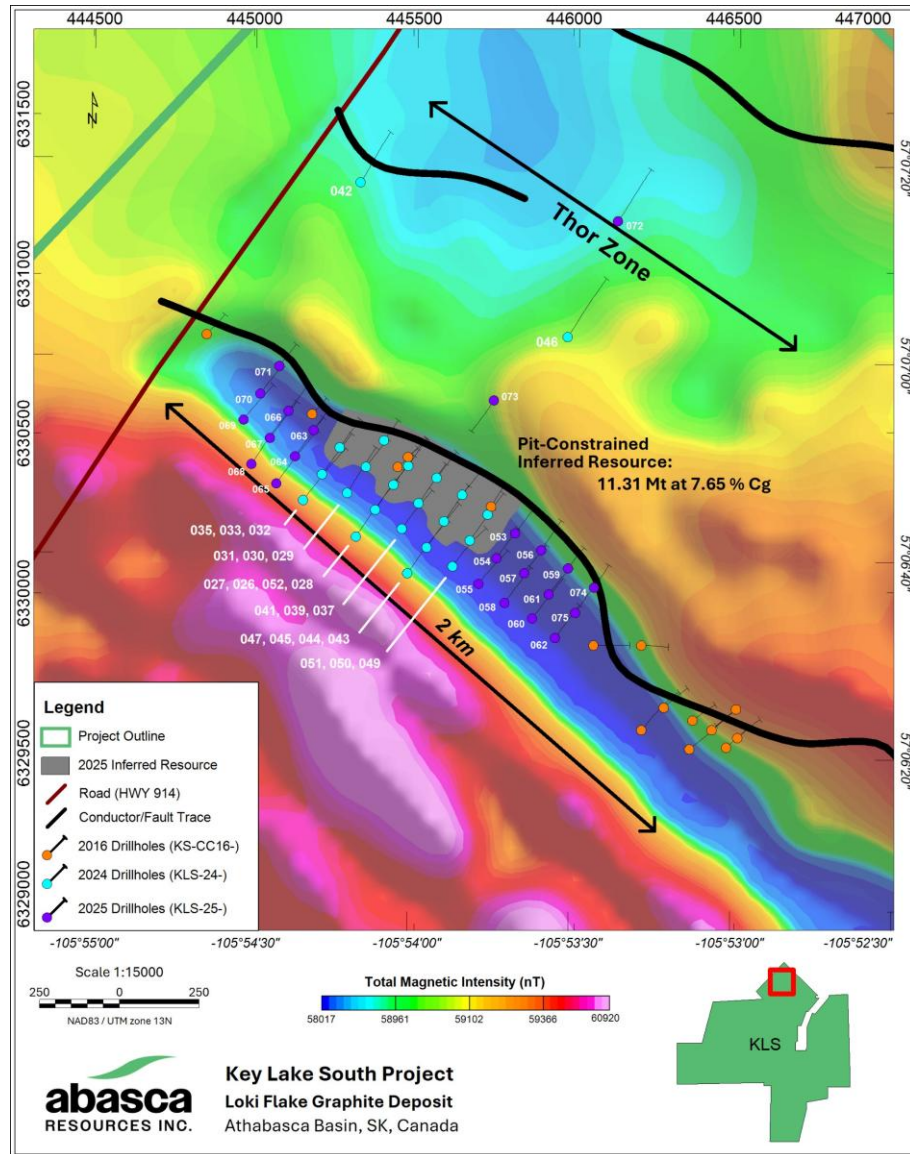 444500
445000
445500
446000
446500
447000
6331500
6331000
6330500
6330000
6329500
6329000
57°07'20"
57°07'00"
57°06'40"
57°06'20"
N
042
072
Thor Zone
046
073
071
070
069
066
067
063
068
064
065
Pit-Constrained
Inferred Resource:
11.31 Mt at 7.65 % Cg
053
054
056
055
057
059
058
061
074
060
075
062
035, 033, 032
031, 030, 029
027, 026, 052, 028
041, 039, 037
047, 045, 044, 043
051, 050, 049
2 km
Legend
Project Outline
2025 Inferred Resource
Road (HWY 914)
Conductor/Fault Trace
2016 Drillholes (KS-CC16-)
2024 Drillholes (KLS-24-)
2025 Drillholes (KLS-25-)
-105°55'00"
-105°54'30"
-105°54'00"
-105°53'30"
-105°53'00"
-105°52'30"
Scale 1:15000
250 0 250
NAD83 / UTM zone 13N
Total Magnetic Intensity (nT)
58017 58961 59102 59366 60920
KLS
abasca
RESOURCES INC.
Key Lake South Project
Loki Flake Graphite Deposit
Athabasca Basin, SK, Canada